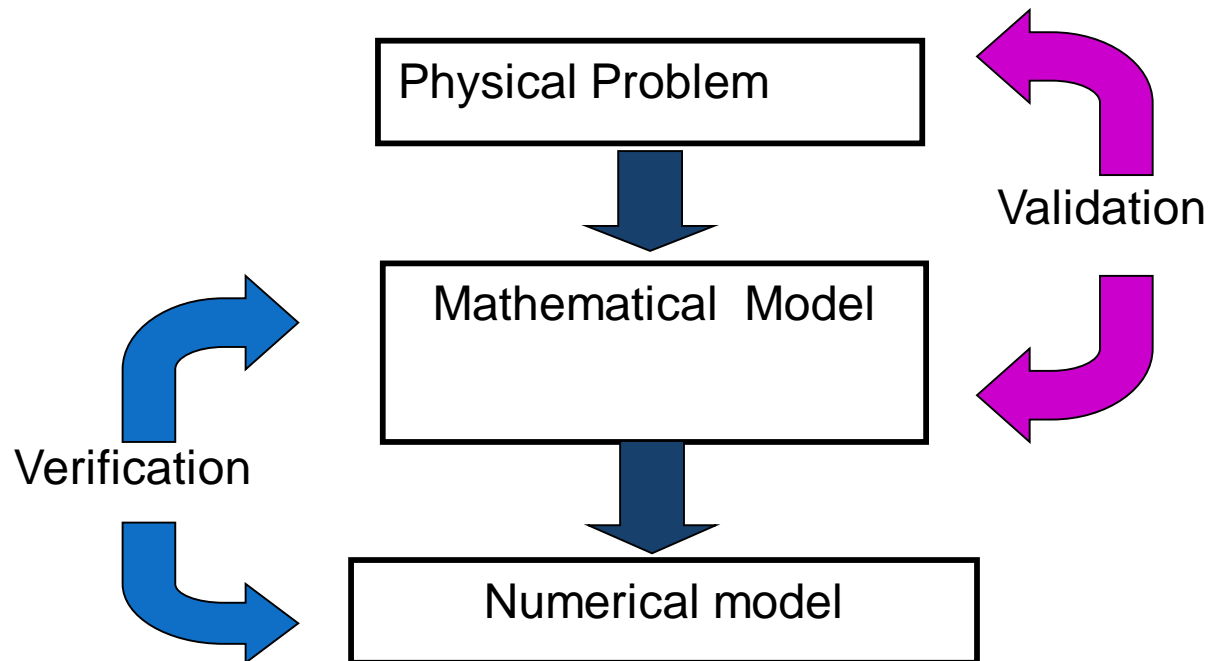 Physical Problem
Validation
Mathematical Model
Verification
Numerical model